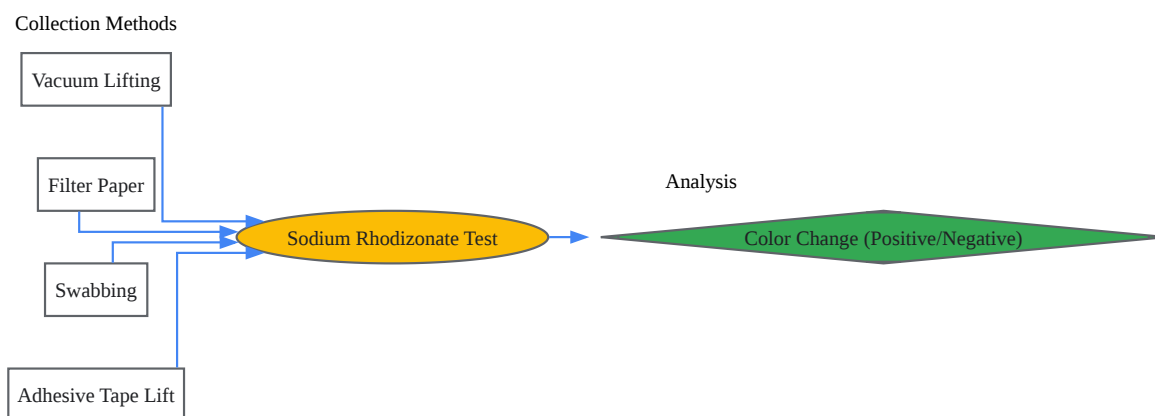 Collection Methods
Vacuum Lifting
Filter Paper
Swabbing
Adhesive Tape Lift
Sodium Rhodizonate Test
Analysis
Color Change (Positive/Negative)